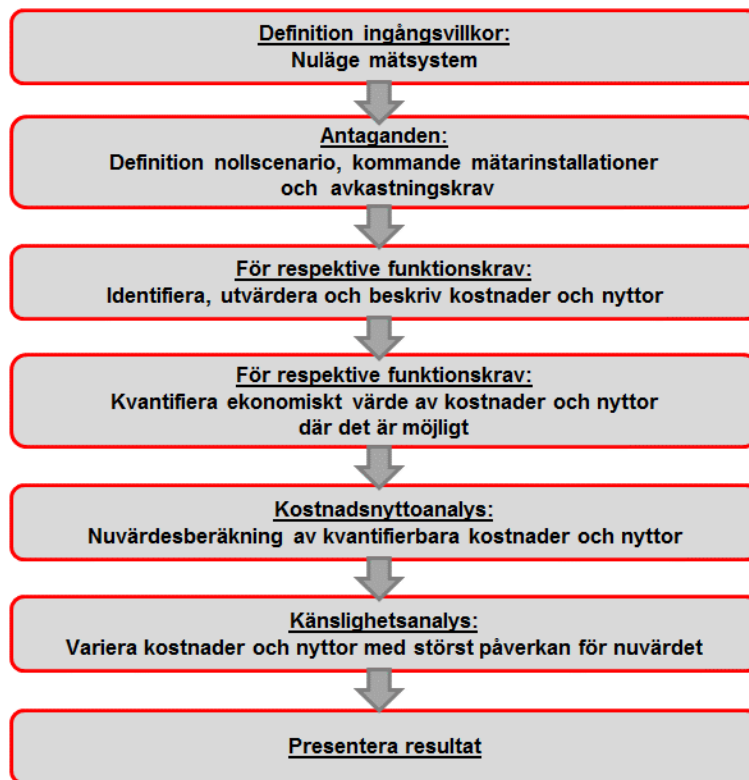 Definition ingångsvillkor:
Nuläge mätsystem
Antaganden:
Definition nollscenario, kommande mätarinstallationer
och avkastningskrav
För respektive funktionskrav:
Identifiera, utvärdera och beskriv kostnader och nyttor
För respektive funktionskrav:
Kvantifiera ekonomiskt värde av kostnader och nyttor
där det är möjligt
Kostnadsnyttoanalys:
Nuvärdesberäkning av kvantifierbara kostnader och nyttor
Känslighetsanalys:
Variera kostnader och nyttor med störst påverkan för nuvärdet
Presentera resultat